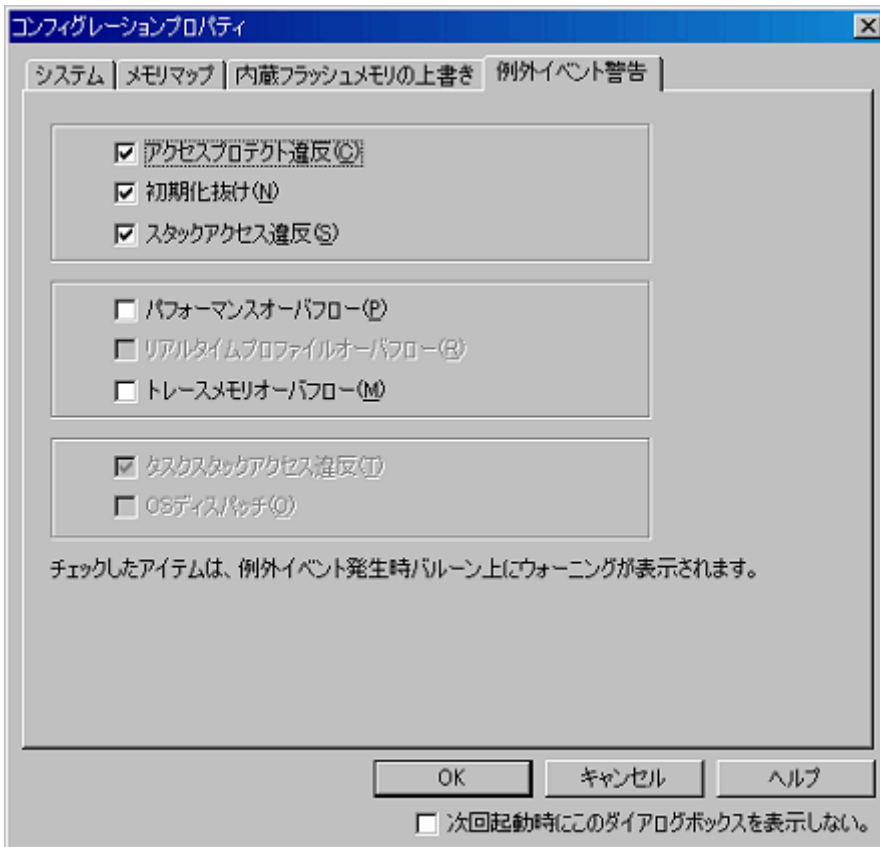 コンフィグレーションプロパティ
システム メモリマップ 内蔵フラッシュメモリの上書き 例外イベント警告
アクセスプロテクト違反(C)
初期化抜け(N)
スタックアクセス違反(S)
パフォーマンスオーバフロー(P)
リアルタイムプロファイルオーバフロー(R)
トレースメモリオーバフロー(M)
タスクスタックアクセス違反(T)
OSディスパッチ(O)
チェックしたアイテムは、例外イベント発生時バルーン上にウォーニングが表示されます。
OK キャンセル ヘルプ
次回起動時にこのダイアログボックスを表示しない。